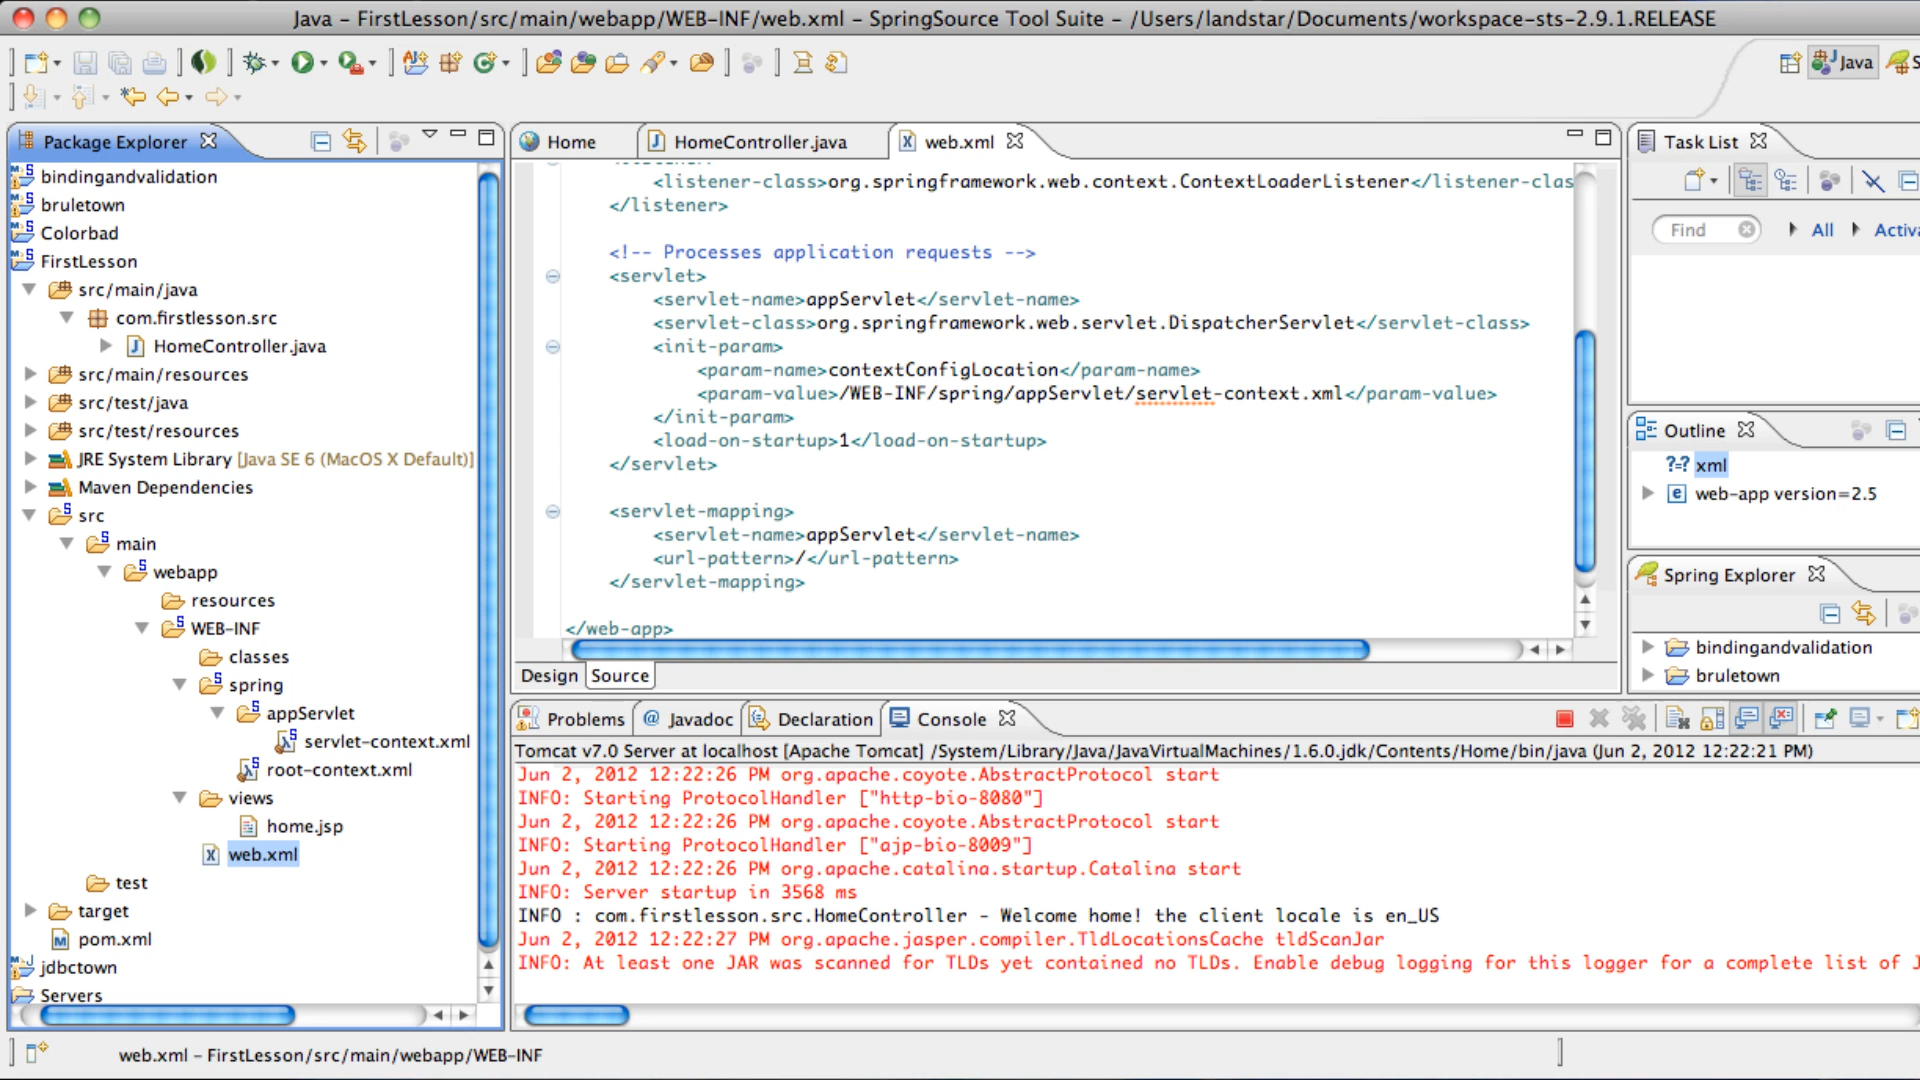 Java – FirstLesson/src/main/webapp/WEB-INF/web.xml – SpringSource Tool Suite – /Users/landstar/Documents/workspace-sts-2.9.1.RELEASE
Java
Package Explorer
bindingandvalidation
bruletown
Colorbad
FirstLesson
src/main/java
com.firstlesson.src
HomeController.java
src/main/resources
src/test/java
src/test/resources
JRE System Library [Java SE 6 (MacOS X Default)]
Maven Dependencies
src
main
webapp
resources
WEB-INF
classes
spring
appServlet
servlet-context.xml
root-context.xml
views
home.jsp
web.xml
test
target
pom.xml
jdbctown
Servers
Home
HomeController.java
web.xml
<listener-class>org.springframework.web.context.ContextLoaderListener</listener-clas
</listener>
<!-- Processes application requests -->
<servlet>
<servlet-name>appServlet</servlet-name>
<servlet-class>org.springframework.web.servlet.DispatcherServlet</servlet-class>
<init-param>
<param-name>contextConfigLocation</param-name>
<param-value>/WEB-INF/spring/appServlet/servlet-context.xml</param-value>
</init-param>
<load-on-startup>1</load-on-startup>
</servlet>
<servlet-mapping>
<servlet-name>appServlet</servlet-name>
<url-pattern>/</url-pattern>
</servlet-mapping>
</web-app>
Design
Source
Task List
Find
All
Activa
Outline
?=? xml
web-app version=2.5
Spring Explorer
bindingandvalidation
bruletown
Problems
@ Javadoc
Declaration
Console
Tomcat v7.0 Server at localhost [Apache Tomcat] /System/Library/Java/JavaVirtualMachines/1.6.0.jdk/Contents/Home/bin/java (Jun 2, 2012 12:22:21 PM)
Jun 2, 2012 12:22:26 PM org.apache.coyote.AbstractProtocol start
INFO: Starting ProtocolHandler ["http-bio-8080"]
Jun 2, 2012 12:22:26 PM org.apache.coyote.AbstractProtocol start
INFO: Starting ProtocolHandler ["ajp-bio-8009"]
Jun 2, 2012 12:22:26 PM org.apache.catalina.startup.Catalina start
INFO: Server startup in 3568 ms
INFO : com.firstlesson.src.HomeController - Welcome home! the client locale is en_US
Jun 2, 2012 12:22:27 PM org.apache.jasper.compiler.TldLocationsCache tldScanJar
INFO: At least one JAR was scanned for TLDs yet contained no TLDs. Enable debug logging for this logger for a complete list of J
web.xml – FirstLesson/src/main/webapp/WEB-INF